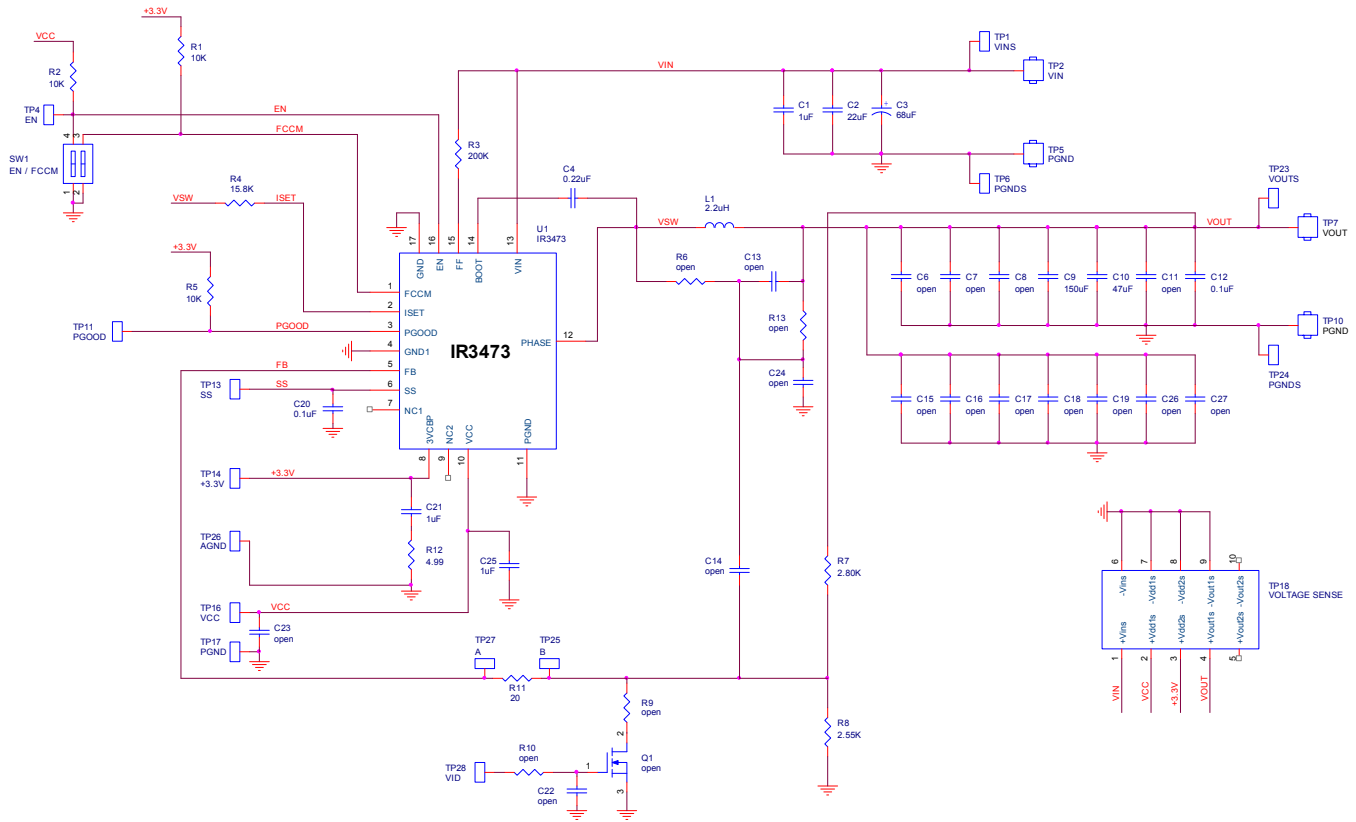 +3.3V
VCC
R1
10K
R2
10K
TP4
EN
EN
FCCM
4
3
SW1
EN / FCCM
1
2
R4
15.8K
VSW
ISET
+3.3V
R5
10K
TP11
PGOOD
PGOOD
FB
TP13
SS
SS
C20
0.1uF
TP14
+3.3V
+3.3V
C21
1uF
TP26
AGND
R12
4.99
C25
1uF
TP16
VCC
VCC
C23
open
TP17
PGND
VIN
R3
200K
C4
0.22uF
U1
IR3473
17
16
15
14
13
GND
EN
FF
BOOT
VIN
1
FCCM
2
ISET
3
PGOOD
4
GND1
5
FB
6
SS
7
NC1
IR3473
PHASE
12
3VCBP
NC2
VCC
PGND
8
9
10
11
C1
1uF
C2
22uF
+
C3
68uF
TP1
VINS
TP2
VIN
TP5
PGND
TP6
PGNDS
VSW
L1
2.2uH
R6
open
C13
open
R13
open
C24
open
C14
open
VOUT
TP23
VOUTS
TP7
VOUT
C6
open
C7
open
C8
open
C9
150uF
C10
47uF
C11
open
C12
0.1uF
TP10
PGND
TP24
PGNDS
C15
open
C16
open
C17
open
C18
open
C19
open
C26
open
C27
open
R7
2.80K
R8
2.55K
TP27
A
TP25
B
R11
20
R9
open
2
Q1
open
1
3
R10
open
TP28
VID
C22
open
6
7
8
9
10
-Vins
-Vdd1s
-Vdd2s
-Vout1s
-Vout2s
TP18
VOLTAGE SENSE
+Vins
+Vdd1s
+Vdd2s
+Vout1s
+Vout2s
1
2
3
4
5
VIN
VCC
+3.3V
VOUT